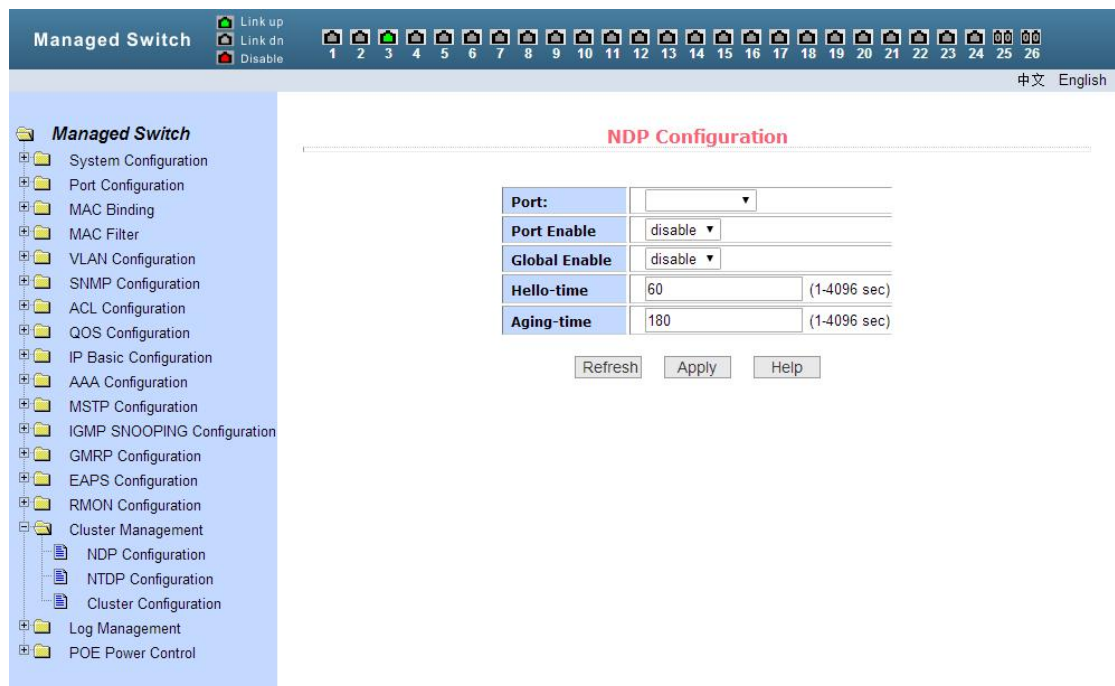 Managed Switch
Link up
Link dn
Disable
1 2 3 4 5 6 7 8 9 10 11 12 13 14 15 16 17 18 19 20 21 22 23 24 25 26
中文 English
Managed Switch
System Configuration
Port Configuration
MAC Binding
MAC Filter
VLAN Configuration
SNMP Configuration
ACL Configuration
QOS Configuration
IP Basic Configuration
AAA Configuration
MSTP Configuration
IGMP SNOOPING Configuration
GMRP Configuration
EAPS Configuration
RMON Configuration
Cluster Management
NDP Configuration
NTDP Configuration
Cluster Configuration
Log Management
POE Power Control
NDP Configuration
Port:
Port Enable disable
Global Enable disable
Hello-time 60 (1-4096 sec)
Aging-time 180 (1-4096 sec)
Refresh Apply Help